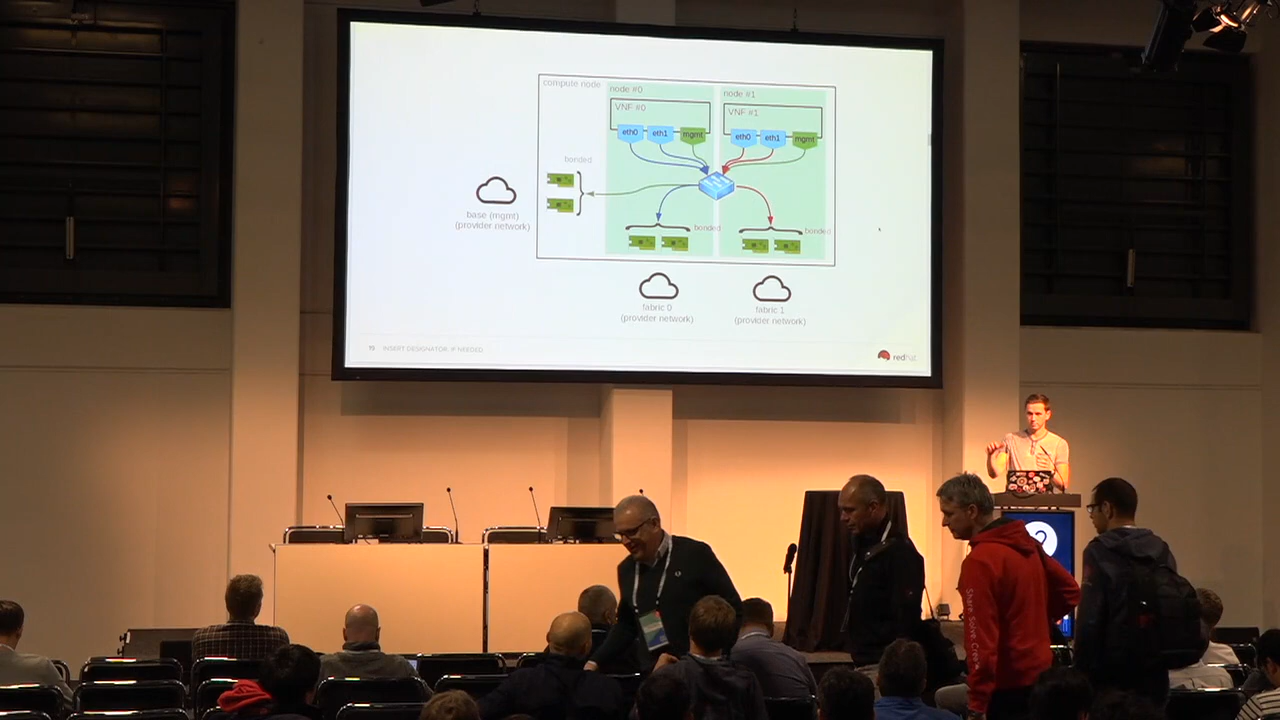 compute node
node #0
node #1
VNF #0
VNF #1
eth0
eth1
mgmt
eth0
eth1
mgmt
bonded
base (mgmt)
(provider network)
bonded
bonded
fabric 0
(provider network)
fabric 1
(provider network)
INSERT DESIGNATOR, IF NEEDED
redhat